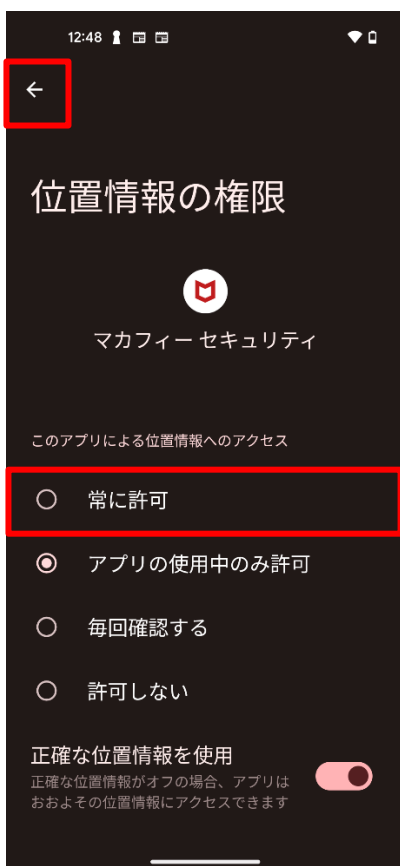 12:48
位置情報の権限
マカフィー セキュリティ
このアプリによる位置情報へのアクセス
常に許可
アプリの使用中のみ許可
毎回確認する
許可しない
正確な位置情報を使用
正確な位置情報がオフの場合、アプリは
おおよその位置情報にアクセスできます